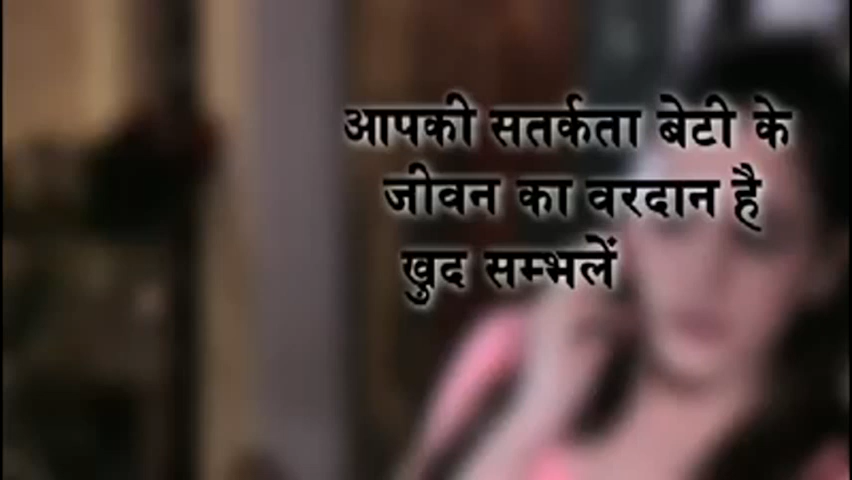 आपकी सतर्कता बेटी के
जीवन का वरदान है
खुद सम्भलें